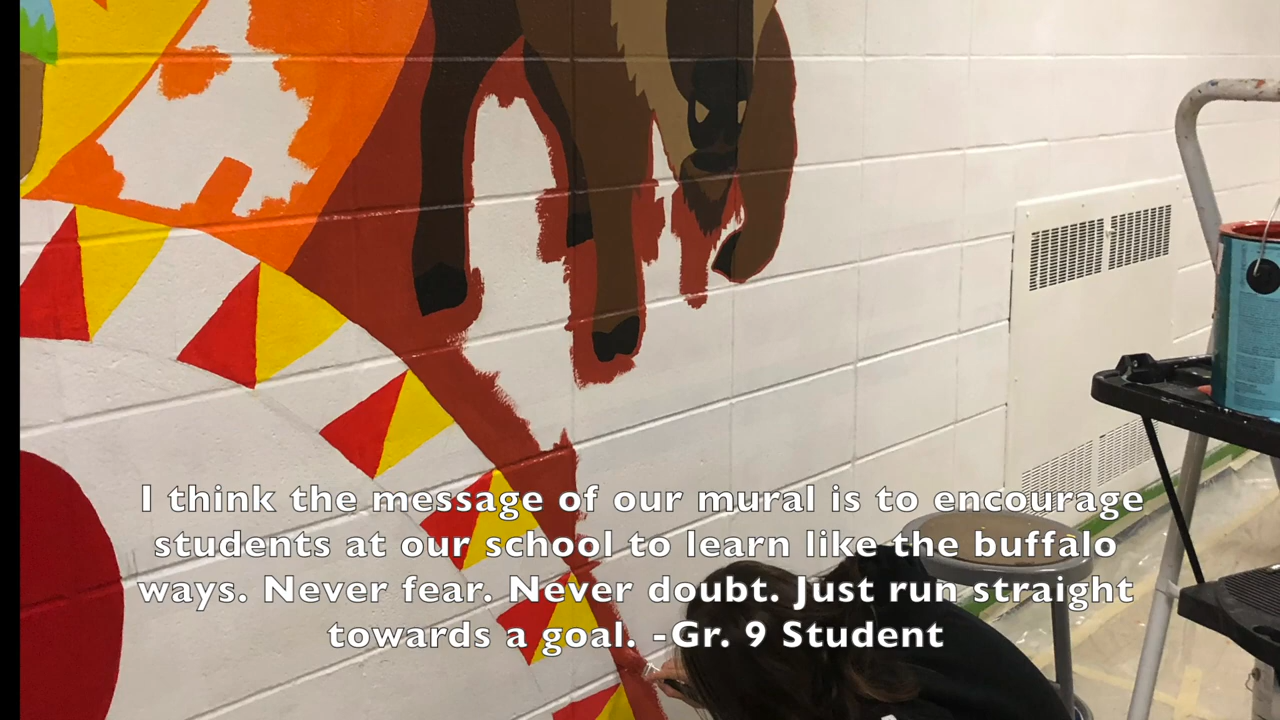 I think the message of our mural is to encourage
students at our school to learn like the buffalo
ways. Never fear. Never doubt. Just run straight
towards a goal. -Gr. 9 Student